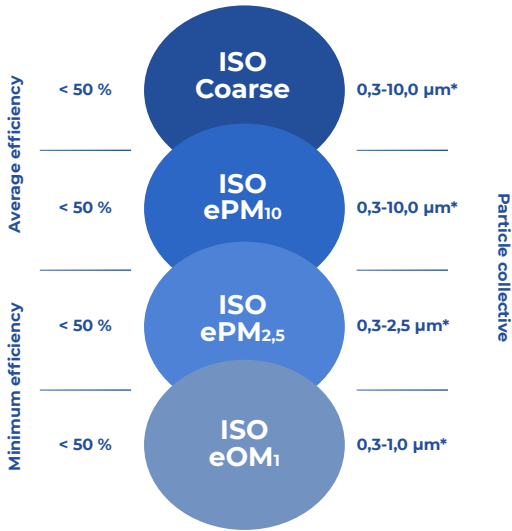 Average efficiency
Minimum efficiency
< 50 %
ISO
Coarse
0,3-10,0 µm*
< 50 %
ISO
ePM10
0,3-10,0 µm*
< 50 %
ISO
ePM2,5
0,3-2,5 µm*
< 50 %
ISO
eOM1
0,3-1,0 µm*
Particle collective